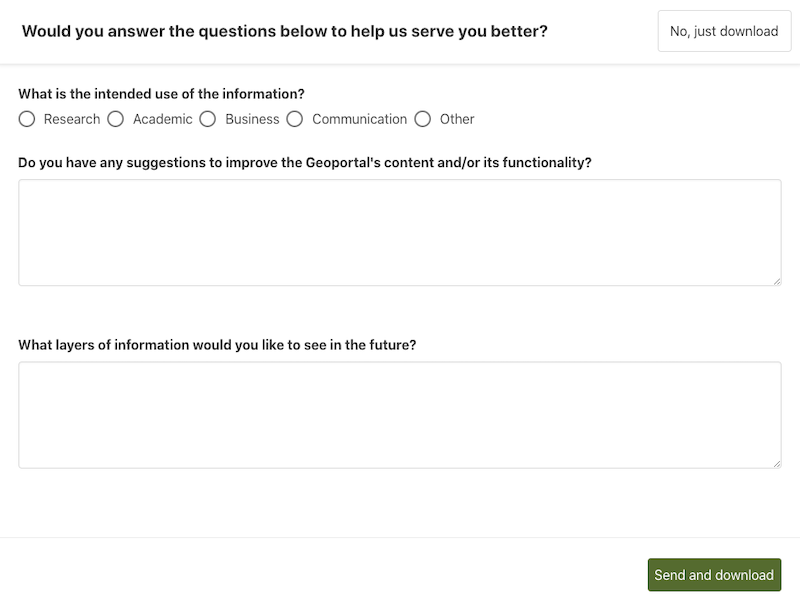 Would you answer the questions below to help us serve you better?
No, just download
What is the intended use of the information?
Research Academic Business Communication Other
Do you have any suggestions to improve the Geoportal's content and/or its functionality?
What layers of information would you like to see in the future?
Send and download